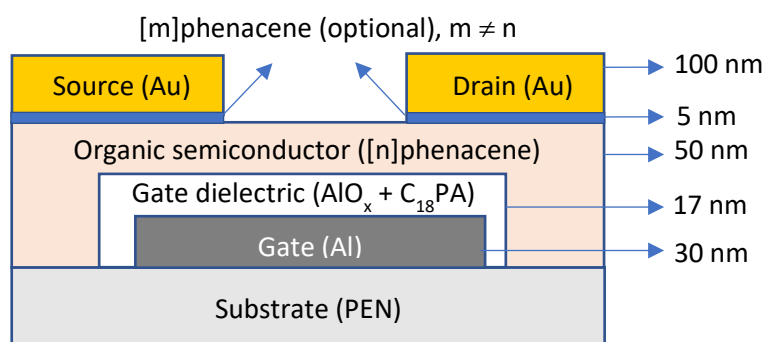 [m]phenacene (optional), m ≠ n
Source (Au)
Drain (Au)
100 nm
5 nm
Organic semiconductor ([n]phenacene)
50 nm
Gate dielectric (AlOₓ + C₁₈PA)
17 nm
Gate (Al)
30 nm
Substrate (PEN)